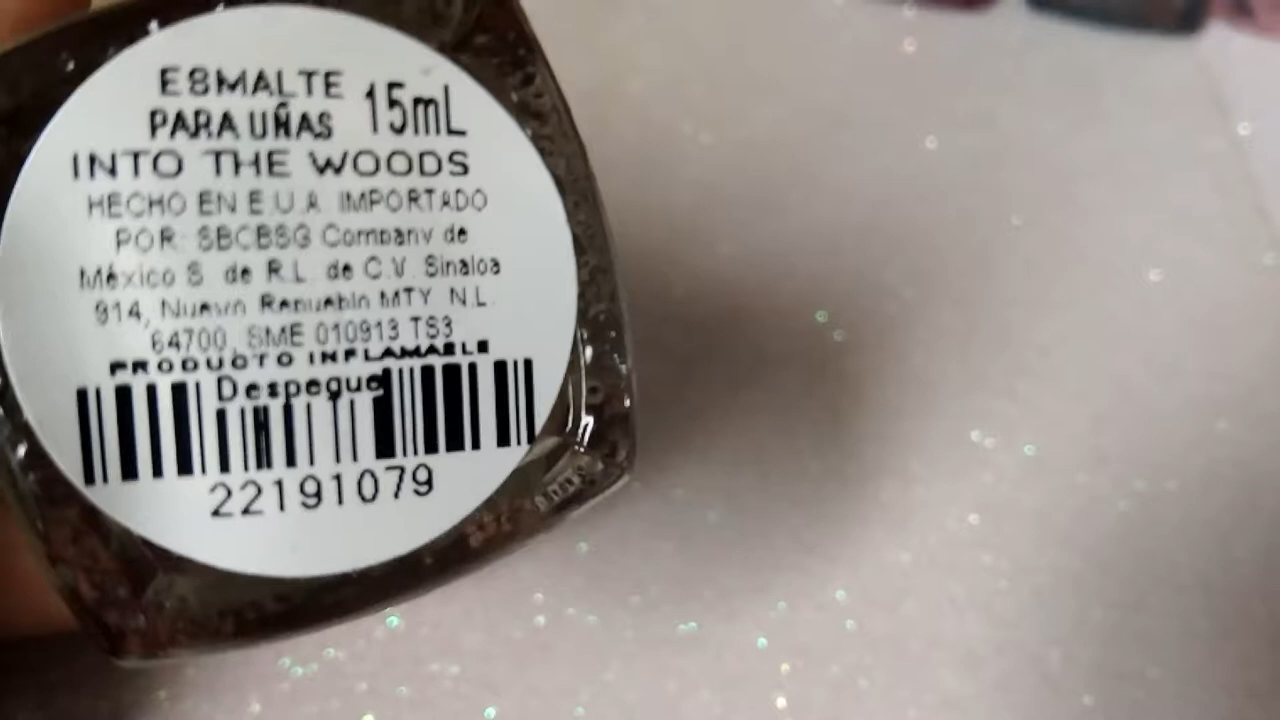 ESMALTE
PARA UÑAS 15mL
INTO THE WOODS
HECHO EN E.U.A. IMPORTADO
POR: SBCBSG Company de
México S. de R.L. de C.V. Sinaloa
914, Nuevo Repueblo MTY. N.L.
64700, SME 010913 TS3
PRODUCTO INFLAMABLE
Despegue
22191079